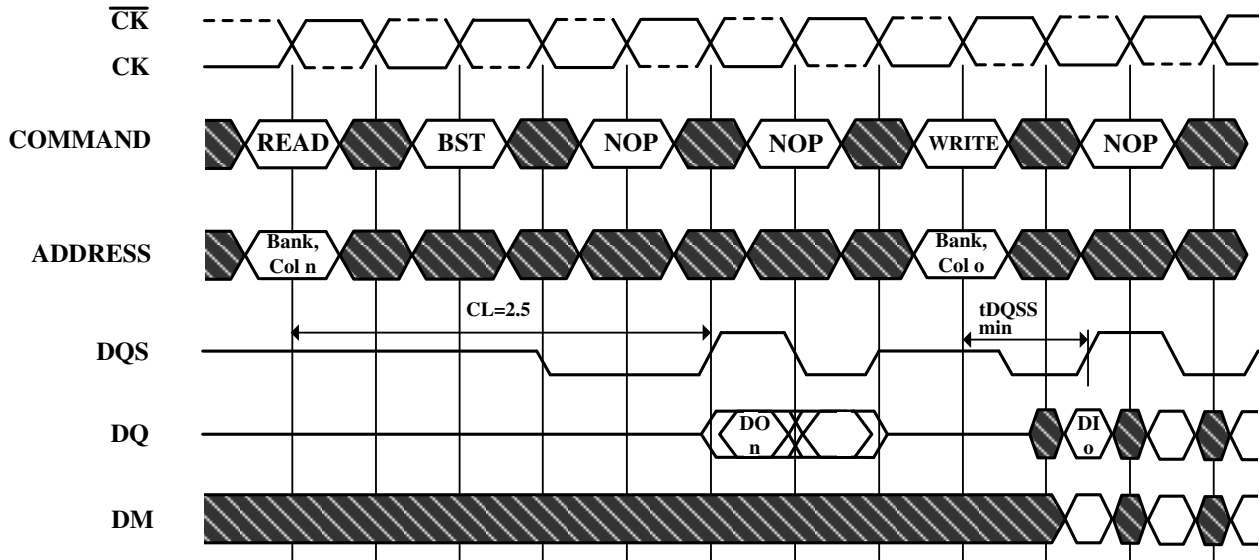 CK
CK
COMMAND
READ BST NOP NOP WRITE NOP
ADDRESS
Bank,
Col n
Bank,
Col o
CL=2.5
tDQSS
min
DQS
DQ
DO
n
DI
o
DM